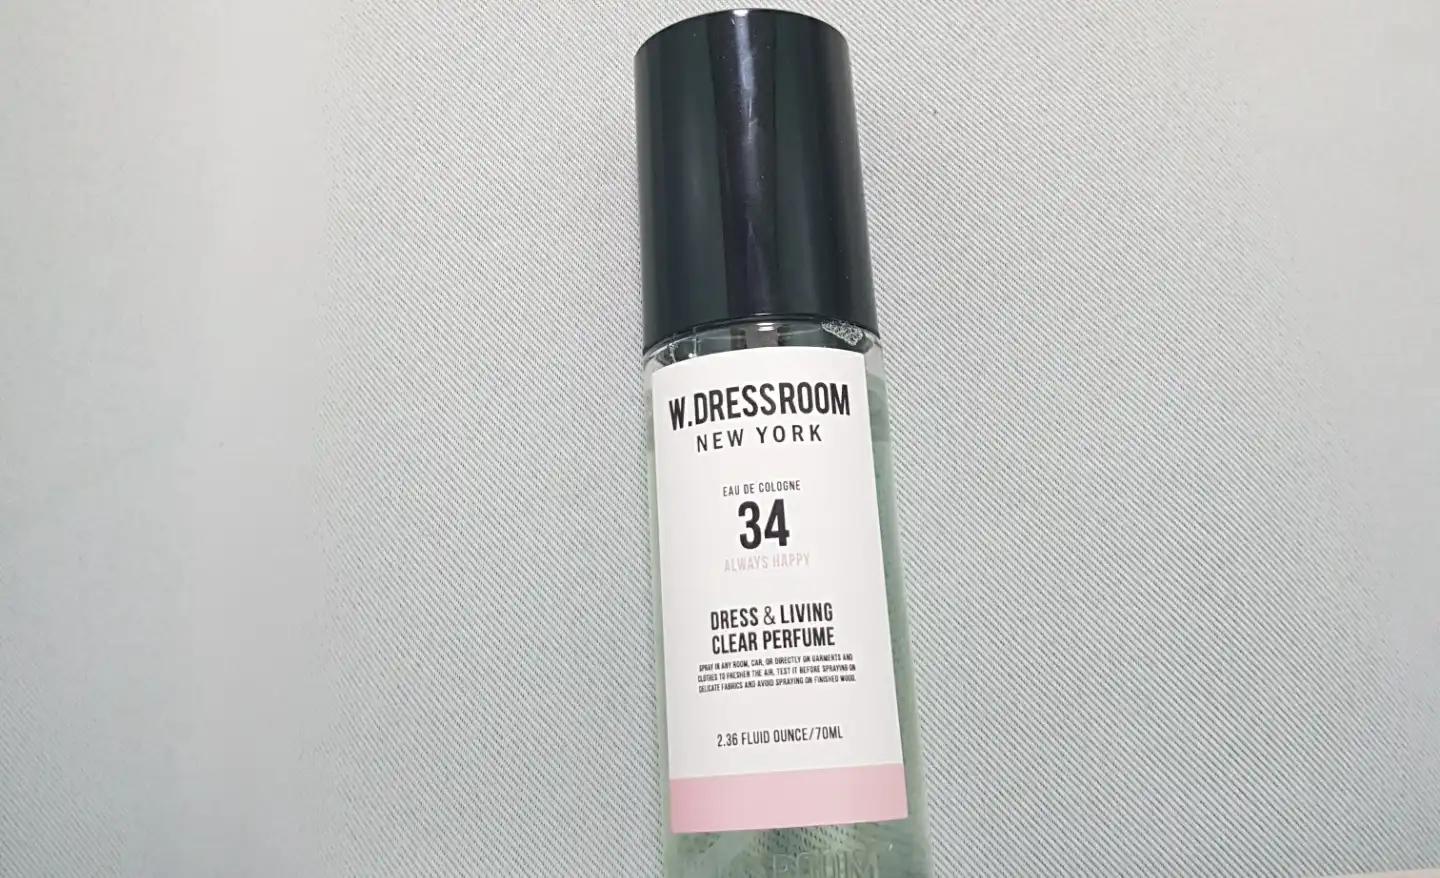 W.DRESSROOM
NEW YORK
EAU DE COLOGNE
34
ALWAYS HAPPY
DRESS & LIVING
CLEAR PERFUME
SPRAY IN ANY ROOM, CAR, OR DIRECTLY ON GARMENTS AND
CLOTHES TO FRESHEN THE AIR. TEST IT BEFORE SPRAYING ON
DELICATE FABRICS AND AVOID SPRAYING ON FINISHED WOOD.
2.36 FLUID OUNCE/70ML